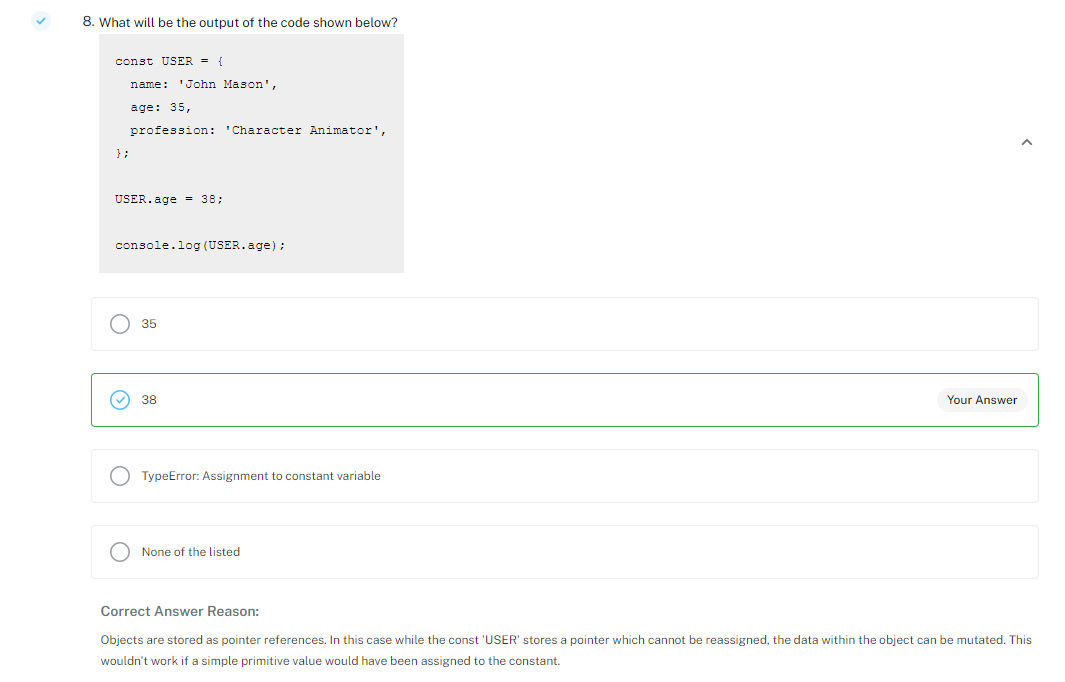 8. What will be the output of the code shown below?
const USER = {
  name: 'John Mason',
  age: 35,
  profession: 'Character Animator',
};
USER.age = 38;
console.log(USER.age);
35
38 Your Answer
TypeError: Assignment to constant variable
None of the listed
Correct Answer Reason:
Objects are stored as pointer references. In this case while the const 'USER' stores a pointer which cannot be reassigned, the data within the object can be mutated. This
wouldn't work if a simple primitive value would have been assigned to the constant.